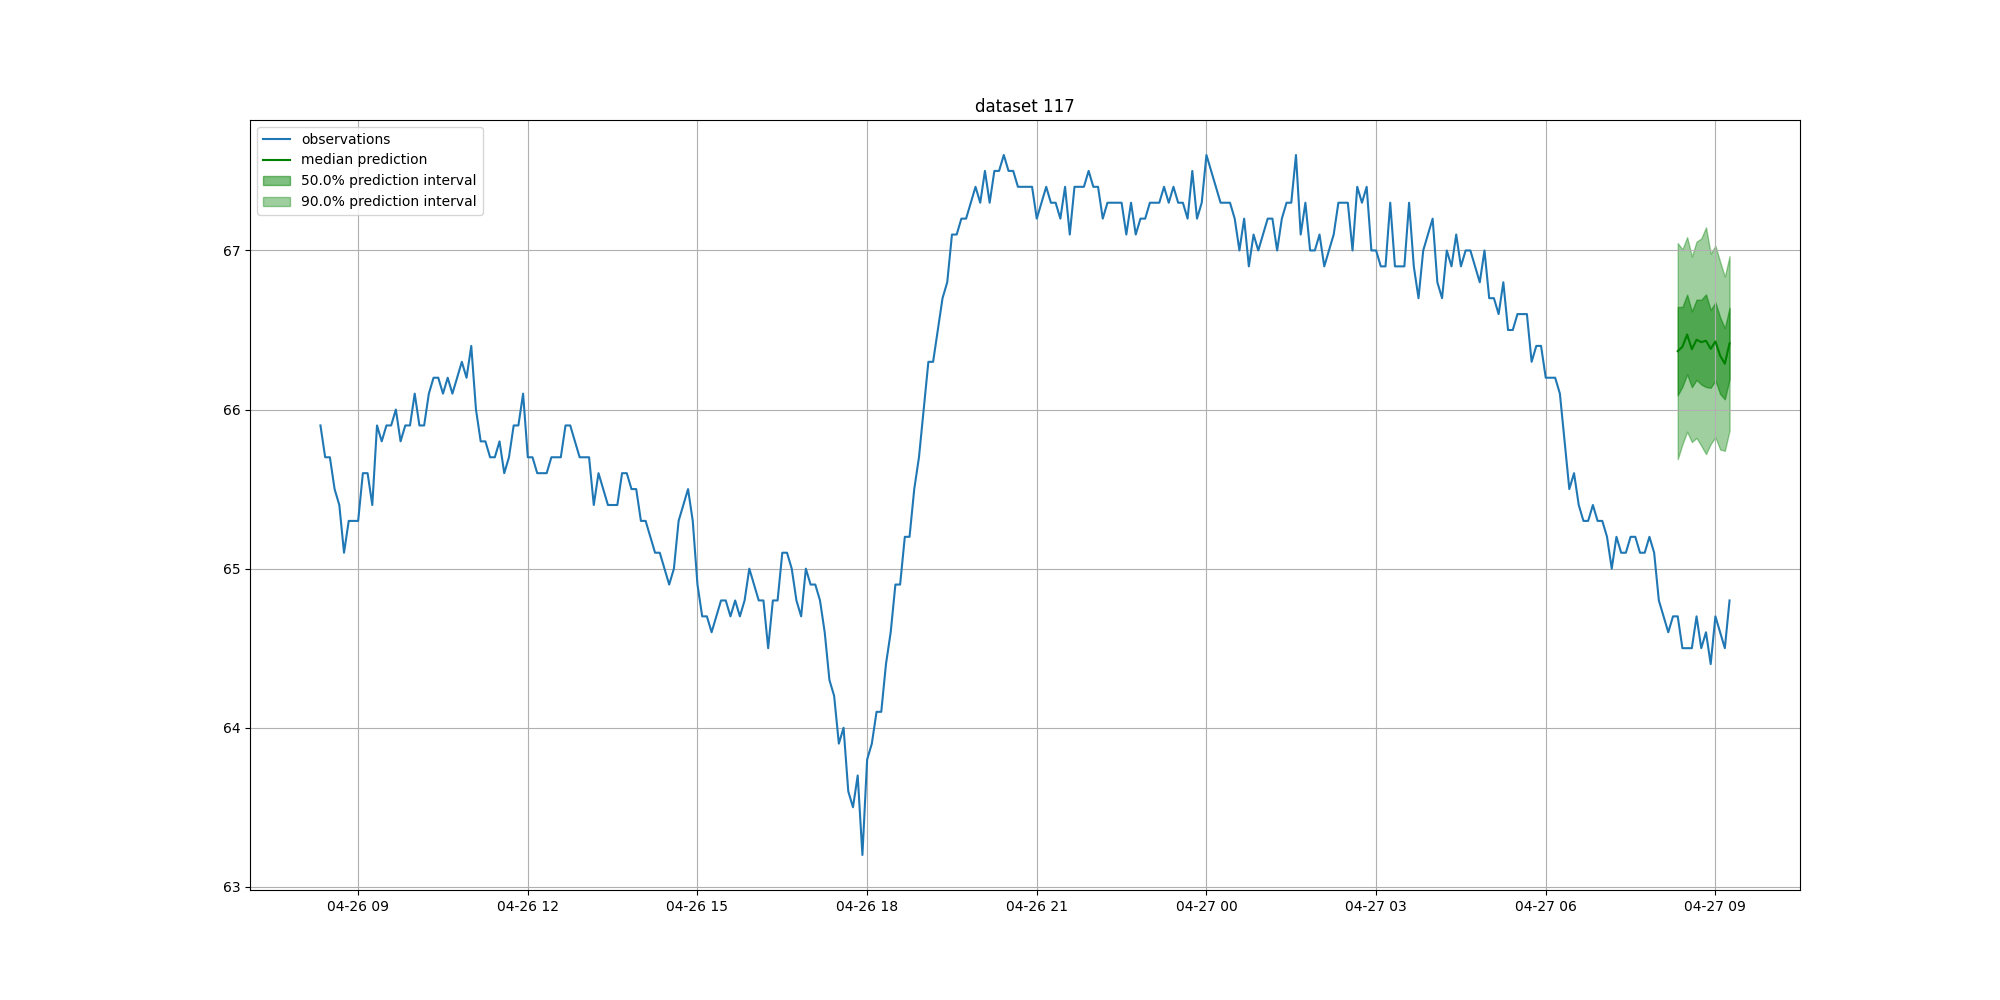 dataset 117
observations
median prediction
50.0% prediction interval
90.0% prediction interval
67
66
65
64
63
04-26 09
04-26 12
04-26 15
04-26 18
04-26 21
04-27 00
04-27 03
04-27 06
04-27 09